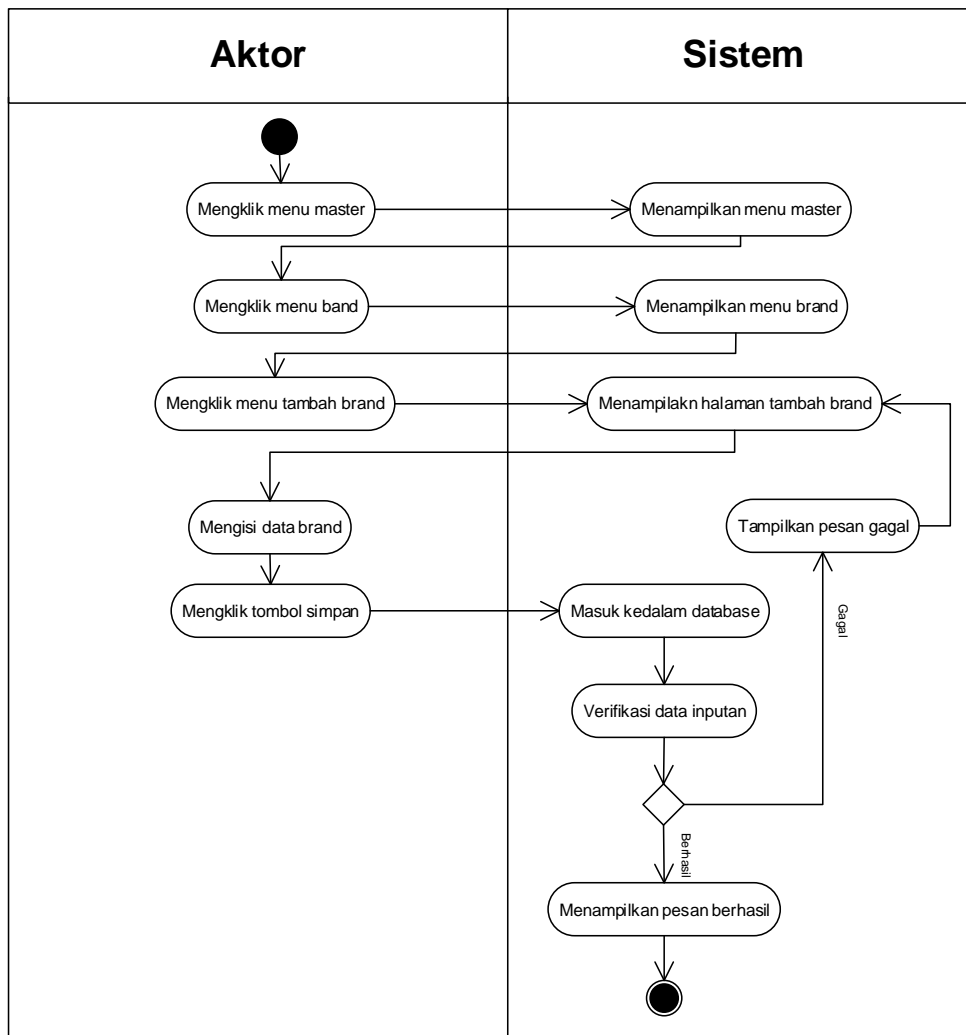 Aktor
Sistem
Mengklik menu master
Menampilkan menu master
Mengklik menu band
Menampilkan menu brand
Mengklik menu tambah brand
Menampilakn halaman tambah brand
Mengisi data brand
Tampilkan pesan gagal
Mengklik tombol simpan
Masuk kedalam database
Gagal
Verifikasi data inputan
Berhasil
Menampilkan pesan berhasil